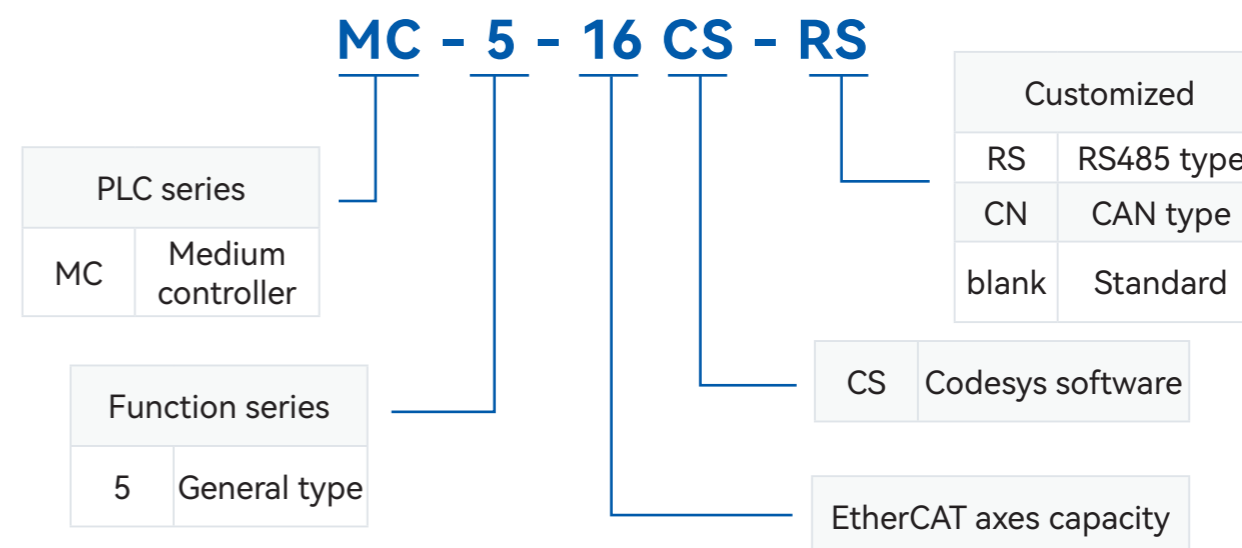 MC - 5 - 16 CS - RS
PLC series
MC
Medium
controller
Function series
5
General type
Customized
RS
RS485 type
CN
CAN type
blank
Standard
CS
Codesys software
EtherCAT axes capacity